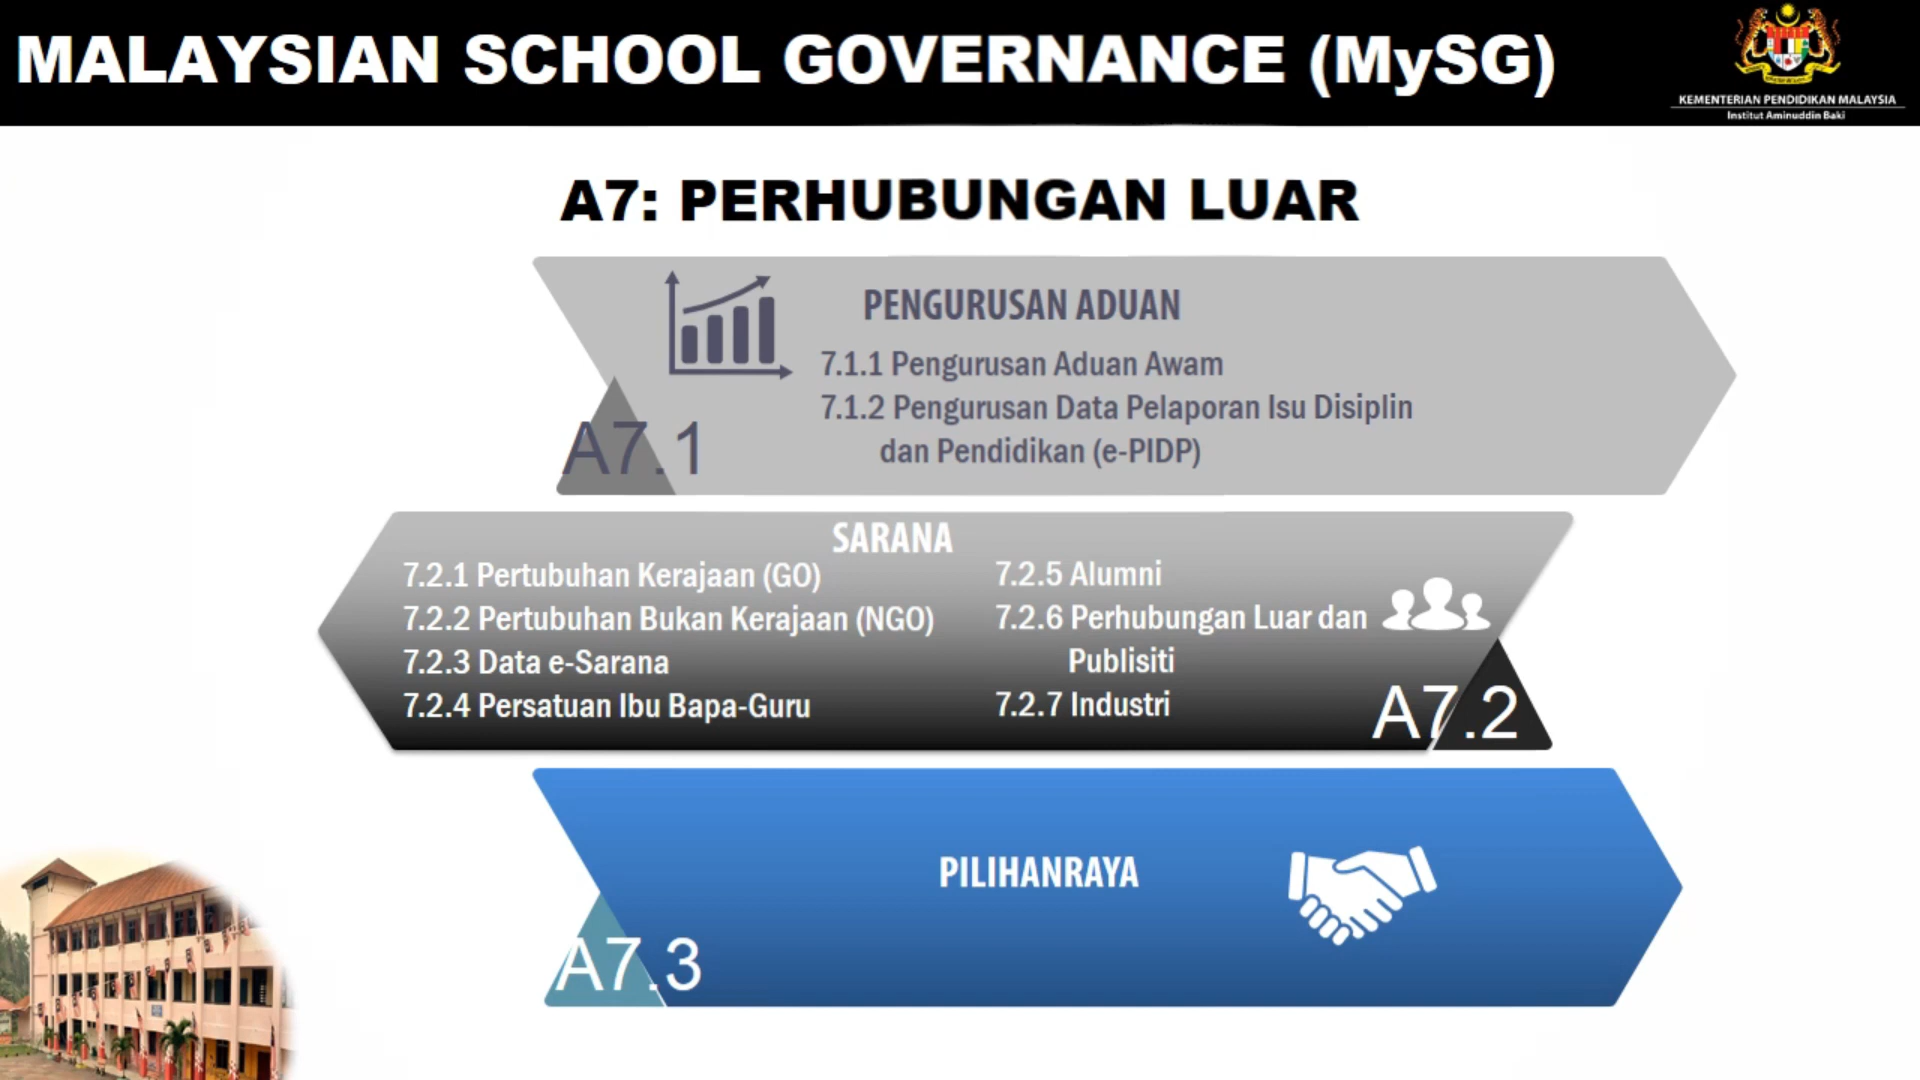 MALAYSIAN SCHOOL GOVERNANCE (MySG)
KEMENTERIAN PENDIDIKAN MALAYSIA
Institut Aminuddin Baki
A7: PERHUBUNGAN LUAR
PENGURUSAN ADUAN
7.1.1 Pengurusan Aduan Awam
7.1.2 Pengurusan Data Pelaporan Isu Disiplin
dan Pendidikan (e-PIDP)
A7.1
SARANA
7.2.1 Pertubuhan Kerajaan (GO)
7.2.2 Pertubuhan Bukan Kerajaan (NGO)
7.2.3 Data e-Sarana
7.2.4 Persatuan Ibu Bapa-Guru
7.2.5 Alumni
7.2.6 Perhubungan Luar dan
Publisiti
7.2.7 Industri
A7.2
PILIHANRAYA
A7.3